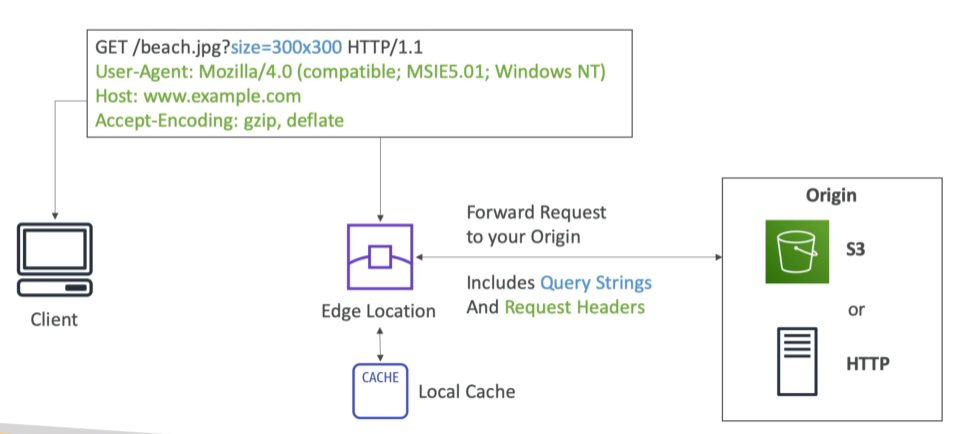 GET /beach.jpg?size=300x300 HTTP/1.1
User-Agent: Mozilla/4.0 (compatible; MSIE5.01; Windows NT)
Host: www.example.com
Accept-Encoding: gzip, deflate
Client
Edge Location
CACHE
Local Cache
Forward Request
to your Origin
Includes Query Strings
And Request Headers
Origin
S3
or
HTTP